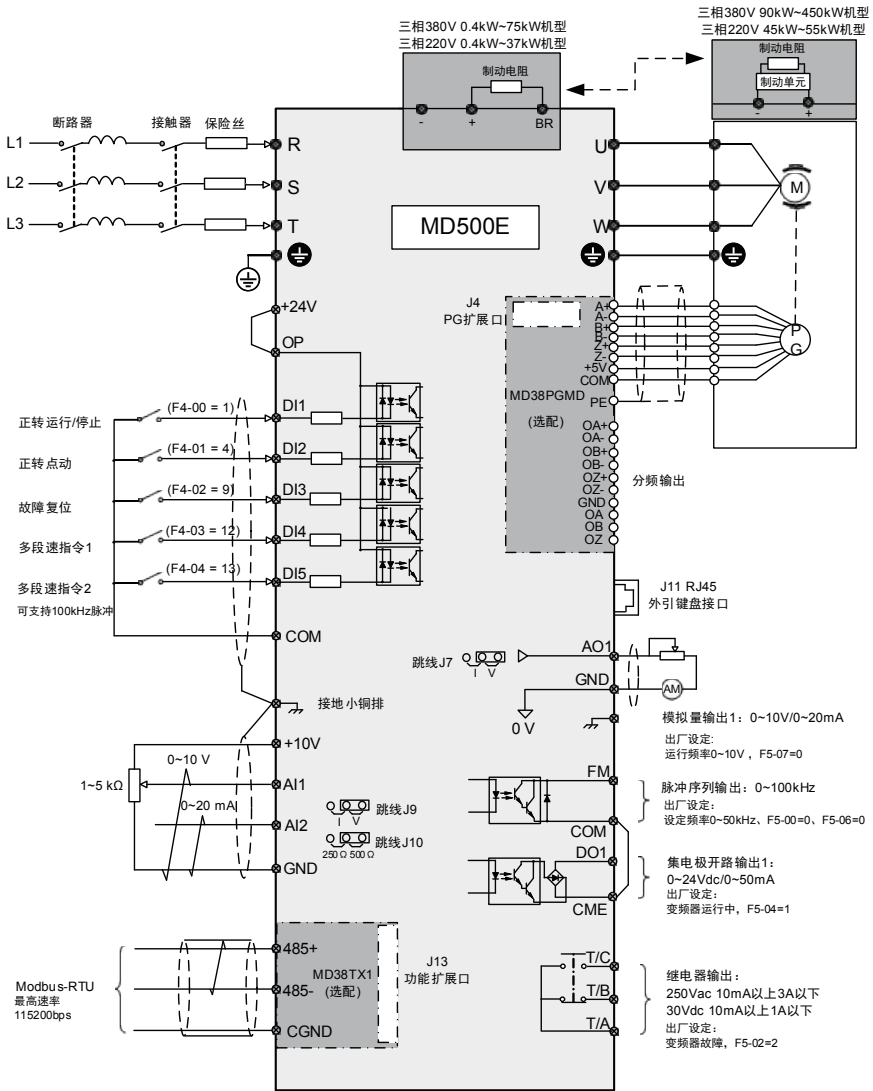 三相380V 0.4kW~75kW机型
三相220V 0.4kW~37kW机型
制动电阻
-
+
BR
三相380V 90kW~450kW机型
三相220V 45kW~55kW机型
制动电阻
制动单元
-
+
断路器
接触器
保险丝
L1
R
L2
S
L3
T
MD500E
U
V
W
M
+24V
OP
J4
PG扩展口
MD38PGMD
(选配)
A+
A-
B+
B-
Z+
Z-
+5V
COM
PE
OA+
OA-
OB+
OB-
OZ+
OZ-
GND
OA
OB
OZ
P
G
分频输出
正转运行/停止
(F4-00 = 1)
DI1
正转点动
(F4-01 = 4)
DI2
故障复位
(F4-02 = 9)
DI3
多段速指令1
(F4-03 = 12)
DI4
多段速指令2
(F4-04 = 13)
DI5
可支持100kHz脉冲
COM
J11 RJ45
外引键盘接口
跳线J7
I V
AO1
GND
AM
0 V
接地小铜排
模拟量输出1：0~10V/0~20mA
出厂设定:
运行频率0~10V ，F5-07=0
+10V
0~10 V
1~5 kΩ
AI1
0~20 mA
AI2
GND
跳线J9
I V
跳线J10
250Ω 500Ω
FM
COM
脉冲序列输出：0~100kHz
出厂设定：
设定频率0~50kHz、F5-00=0、F5-06=0
DO1
CME
集电极开路输出1：
0~24Vdc/0~50mA
出厂设定：
变频器运行中，F5-04=1
Modbus-RTU
最高速率
115200bps
485+
485-
CGND
MD38TX1
(选配)
J13
功能扩展口
T/C
T/B
T/A
继电器输出：
250Vac 10mA以上3A以下
30Vdc 10mA以上1A以下
出厂设定：
变频器故障，F5-02=2